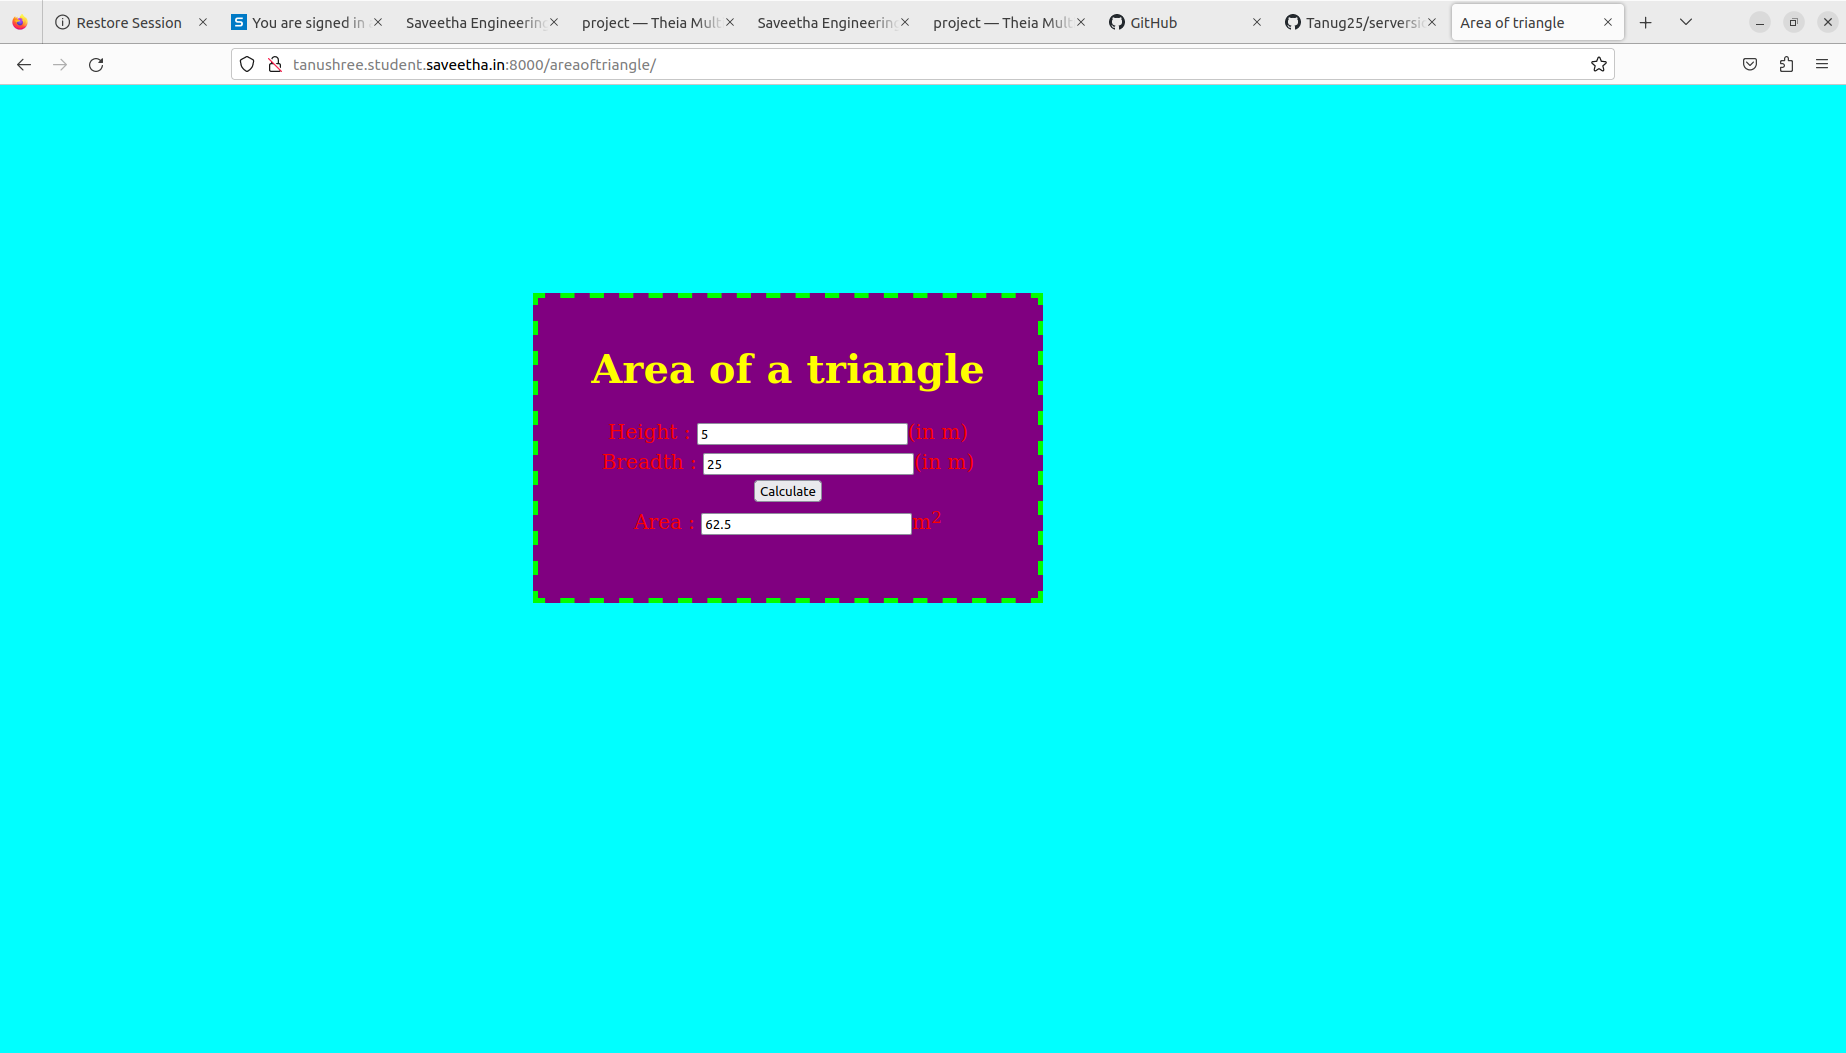 Restore Session
You are signed in
Saveetha Engineering
project — Theia Mult
Saveetha Engineering
project — Theia Mult
GitHub
Tanug25/serversi
Area of triangle
tanushree.student.saveetha.in:8000/areaoftriangle/
Area of a triangle
Height : 5 (in m)
Breadth : 25 (in m)
Calculate
Area : 62.5 m²